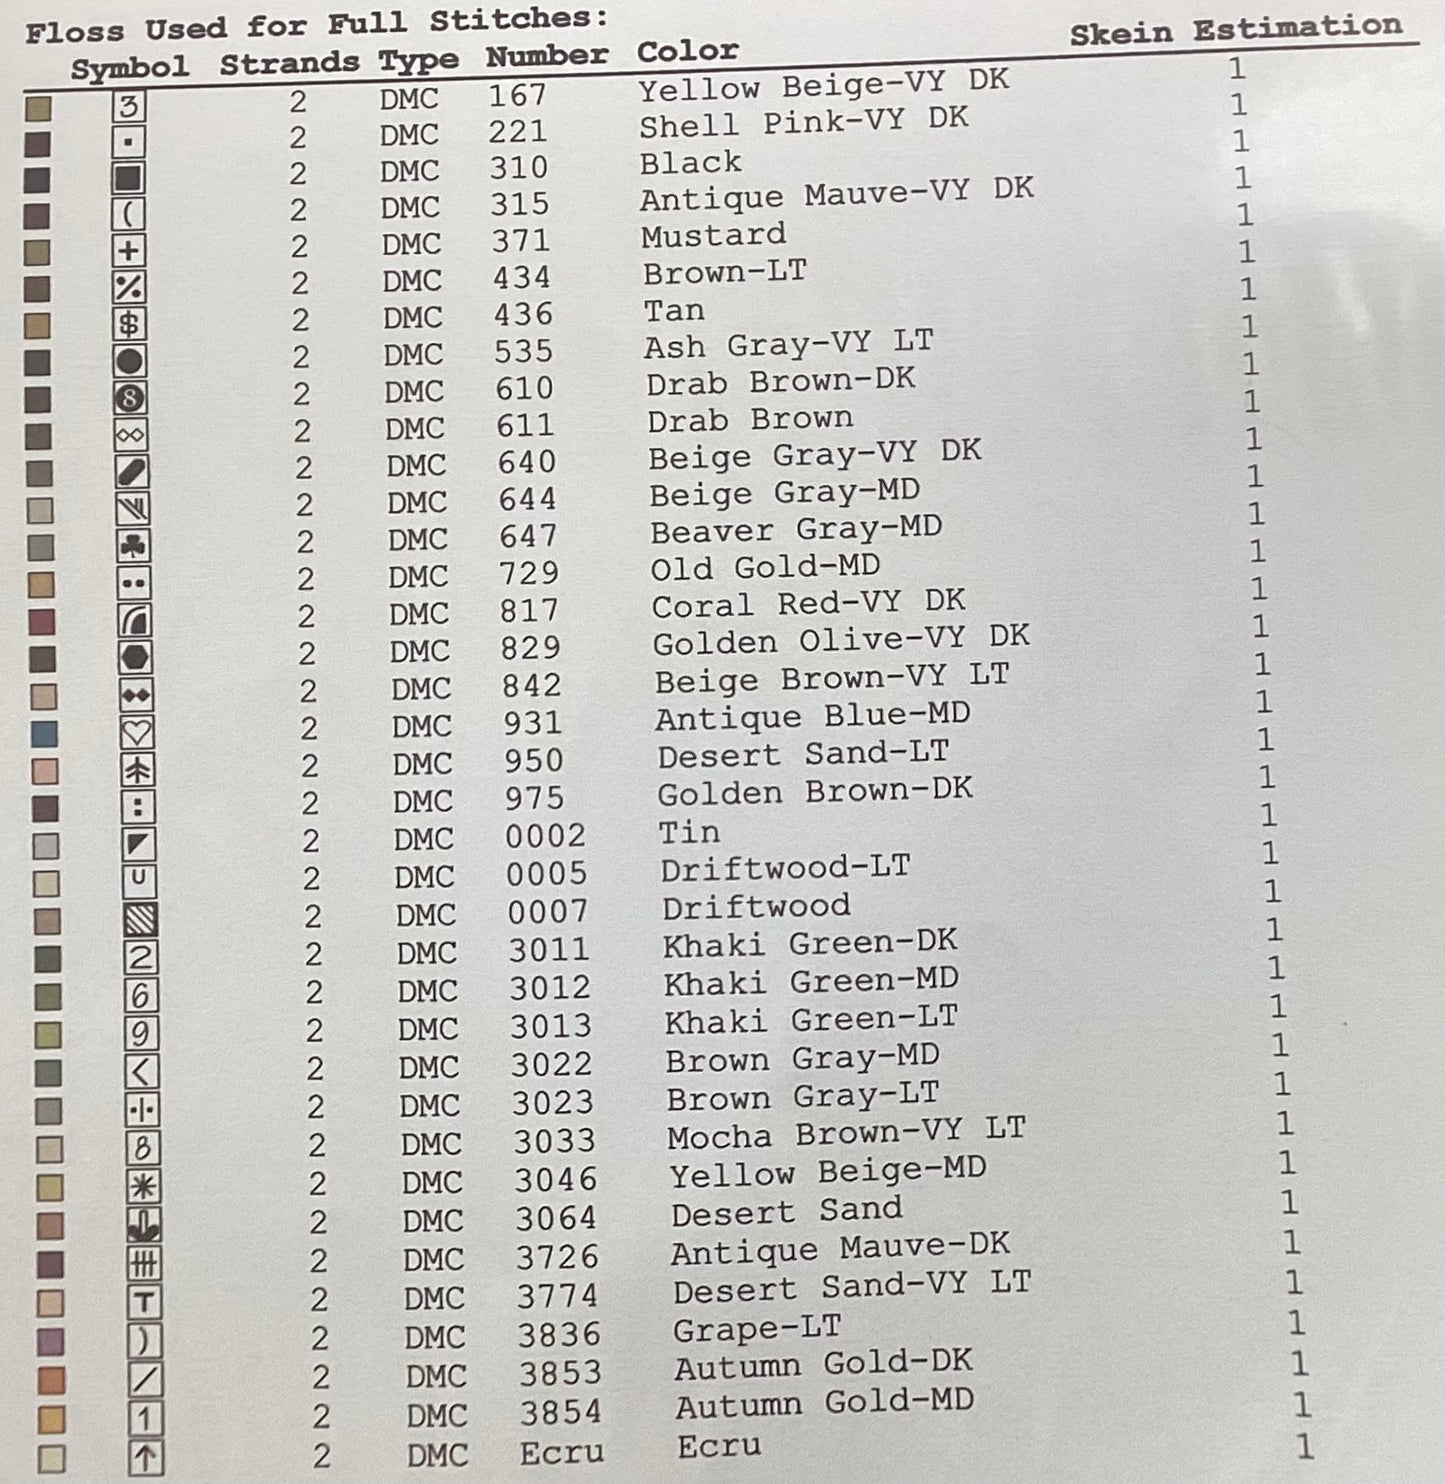 Floss Used for Full Stitches:
Symbol Strands Type Number Color Skein Estimation
3 2 DMC 167 Yellow Beige-VY DK 1
▪ 2 DMC 221 Shell Pink-VY DK 1
■ 2 DMC 310 Black 1
( 2 DMC 315 Antique Mauve-VY DK 1
+ 2 DMC 371 Mustard 1
% 2 DMC 434 Brown-LT 1
$ 2 DMC 436 Tan 1
● 2 DMC 535 Ash Gray-VY LT 1
8 2 DMC 610 Drab Brown-DK 1
◇◇ 2 DMC 611 Drab Brown 1
2 DMC 640 Beige Gray-VY DK 1
2 DMC 644 Beige Gray-MD 1
♣ 2 DMC 647 Beaver Gray-MD 1
•• 2 DMC 729 Old Gold-MD 1
2 DMC 817 Coral Red-VY DK 1
⬢ 2 DMC 829 Golden Olive-VY DK 1
◆◆ 2 DMC 842 Beige Brown-VY LT 1
♡ 2 DMC 931 Antique Blue-MD 1
2 DMC 950 Desert Sand-LT 1
: 2 DMC 975 Golden Brown-DK 1
◤ 2 DMC 0002 Tin 1
U 2 DMC 0005 Driftwood-LT 1
▨ 2 DMC 0007 Driftwood 1
2 2 DMC 3011 Khaki Green-DK 1
6 2 DMC 3012 Khaki Green-MD 1
9 2 DMC 3013 Khaki Green-LT 1
< 2 DMC 3022 Brown Gray-MD 1
·|· 2 DMC 3023 Brown Gray-LT 1
8 2 DMC 3033 Mocha Brown-VY LT 1
* 2 DMC 3046 Yellow Beige-MD 1
2 DMC 3064 Desert Sand 1
2 DMC 3726 Antique Mauve-DK 1
T 2 DMC 3774 Desert Sand-VY LT 1
) 2 DMC 3836 Grape-LT 1
/ 2 DMC 3853 Autumn Gold-DK 1
1 2 DMC 3854 Autumn Gold-MD 1
↑ 2 DMC Ecru Ecru 1